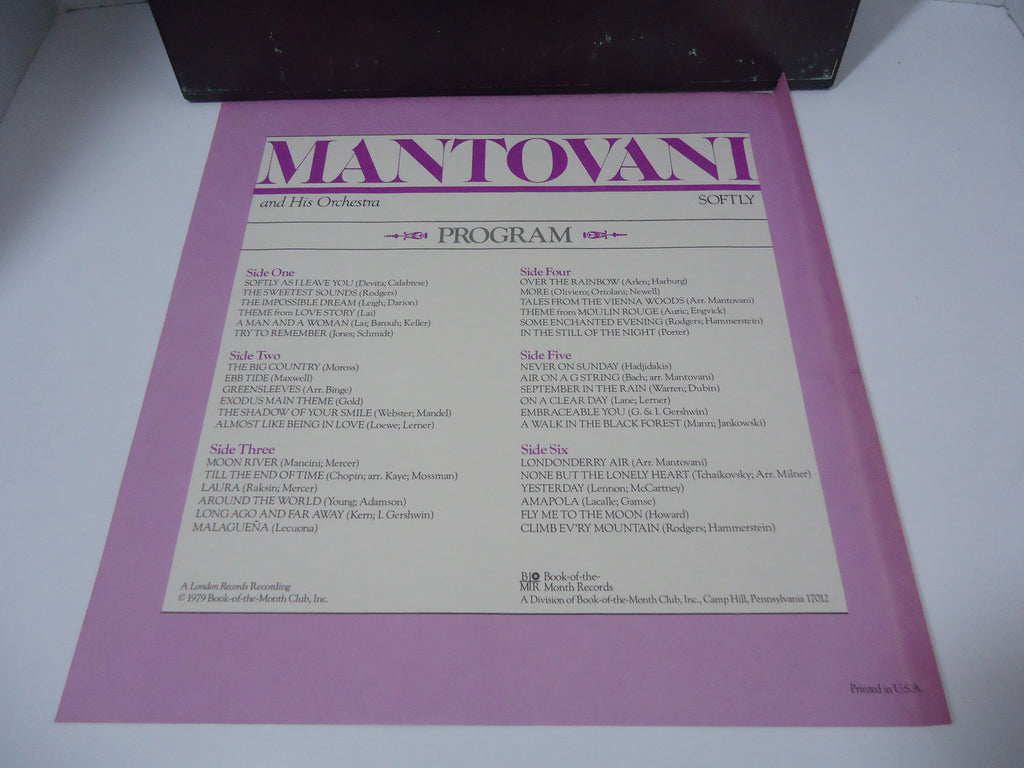 MANTOVANI
and His Orchestra
SOFTLY
PROGRAM
Side One
SOFTLY AS I LEAVE YOU (Devita; Calabrese)
THE SWEETEST SOUNDS (Rodgers)
THE IMPOSSIBLE DREAM (Leigh; Darion)
THEME from LOVE STORY (Lai)
A MAN AND A WOMAN (Lai; Barouh; Keller)
TRY TO REMEMBER (Jones; Schmidt)
Side Two
THE BIG COUNTRY (Moross)
EBB TIDE (Maxwell)
GREENSLEEVES (Arr. Binge)
EXODUS MAIN THEME (Gold)
THE SHADOW OF YOUR SMILE (Webster; Mandel)
ALMOST LIKE BEING IN LOVE (Loewe; Lerner)
Side Three
MOON RIVER (Mancini; Mercer)
TILL THE END OF TIME (Chopin; arr. Kaye; Mossman)
LAURA (Raksin; Mercer)
AROUND THE WORLD (Young; Adamson)
LONG AGO AND FAR AWAY (Kern; I. Gershwin)
MALAGUEÑA (Lecuona)
A London Records Recording
© 1979 Book-of-the-Month Club, Inc.
Side Four
OVER THE RAINBOW (Arlen; Harburg)
MORE (Oliviero; Ortolani; Newell)
TALES FROM THE VIENNA WOODS (Arr. Mantovani)
THEME from MOULIN ROUGE (Auric; Engvick)
SOME ENCHANTED EVENING (Rodgers; Hammerstein)
IN THE STILL OF THE NIGHT (Porter)
Side Five
NEVER ON SUNDAY (Hadjidakis)
AIR ON A G STRING (Bach; arr. Mantovani)
SEPTEMBER IN THE RAIN (Warren; Dubin)
ON A CLEAR DAY (Lane; Lerner)
EMBRACEABLE YOU (G. & I. Gershwin)
A WALK IN THE BLACK FOREST (Mann; Jankowski)
Side Six
LONDONDERRY AIR (Arr. Mantovani)
NONE BUT THE LONELY HEART (Tchaikovsky; Arr. Milner)
YESTERDAY (Lennon; McCartney)
AMAPOLA (Lacalle; Gamse)
FLY ME TO THE MOON (Howard)
CLIMB EV'RY MOUNTAIN (Rodgers; Hammerstein)
BO Book-of-the-
MR Month Records
A Division of Book-of-the-Month Club, Inc., Camp Hill, Pennsylvania 17012
Printed in U.S.A.